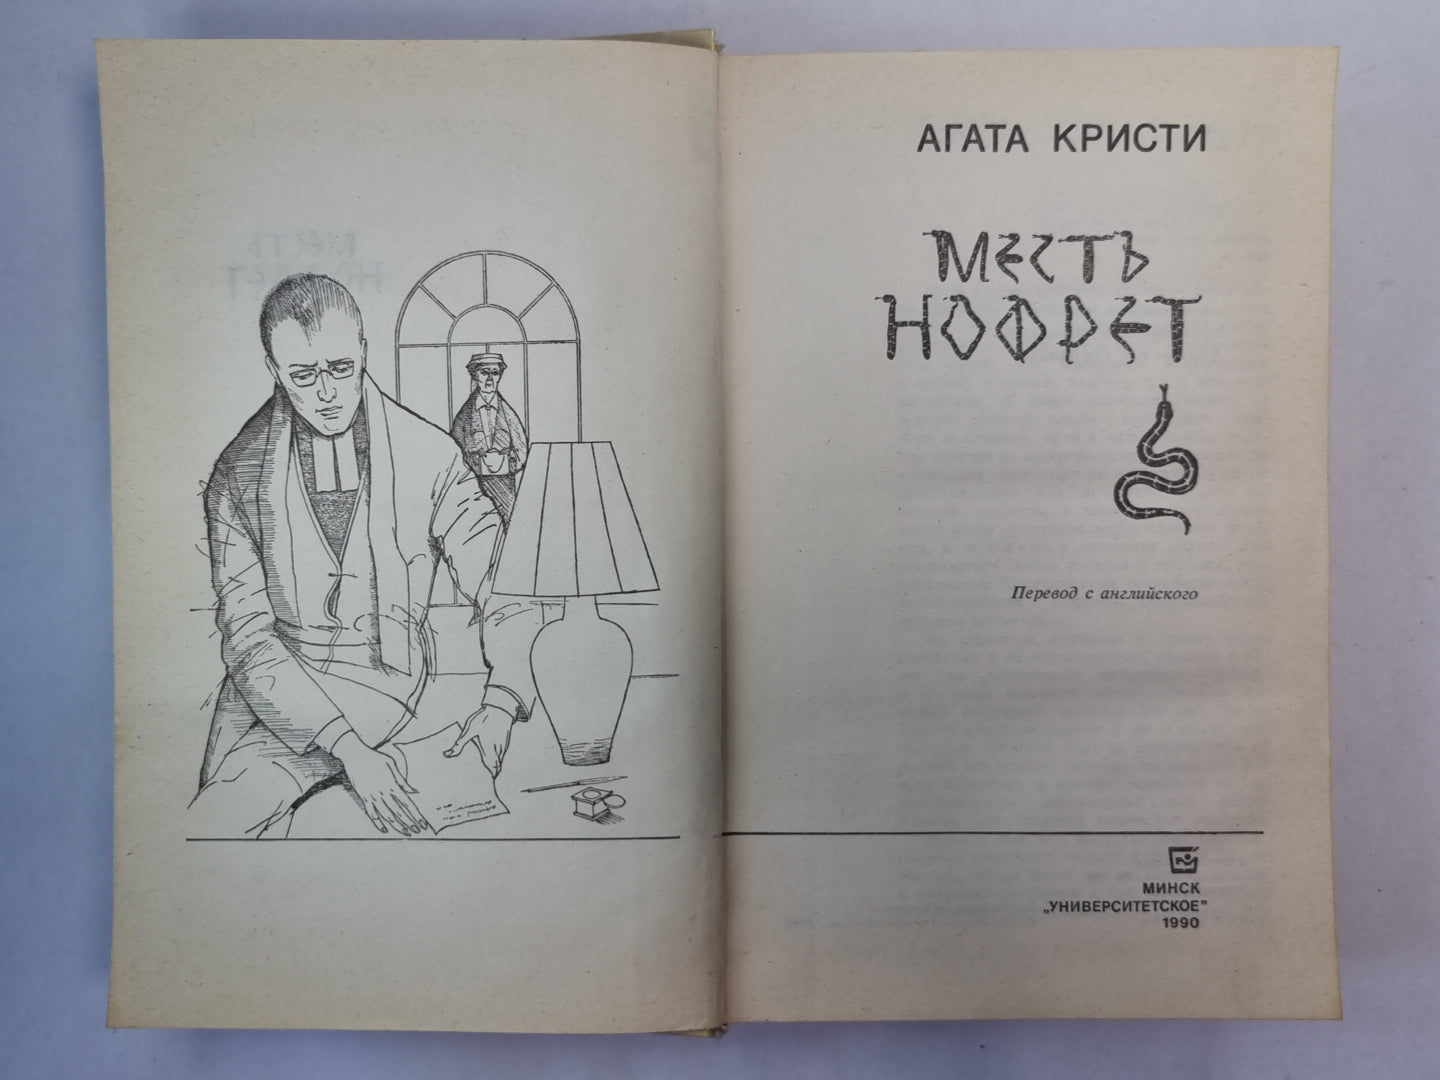 АГАТА КРИСТИ
МЕСТЬ
НОФРЕТ
Перевод с английского
МИНСК
„УНИВЕРСИТЕТСКОЕ”
1990